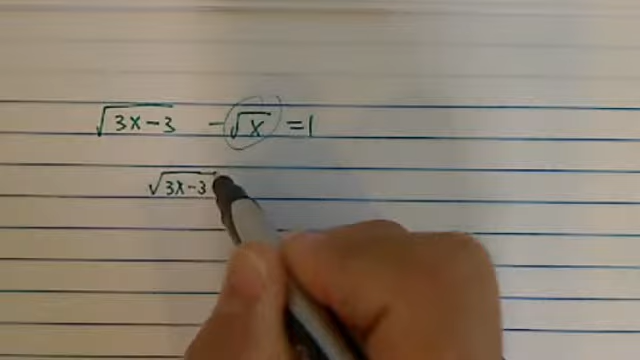 √3x-3 -√x =1
√3x-3